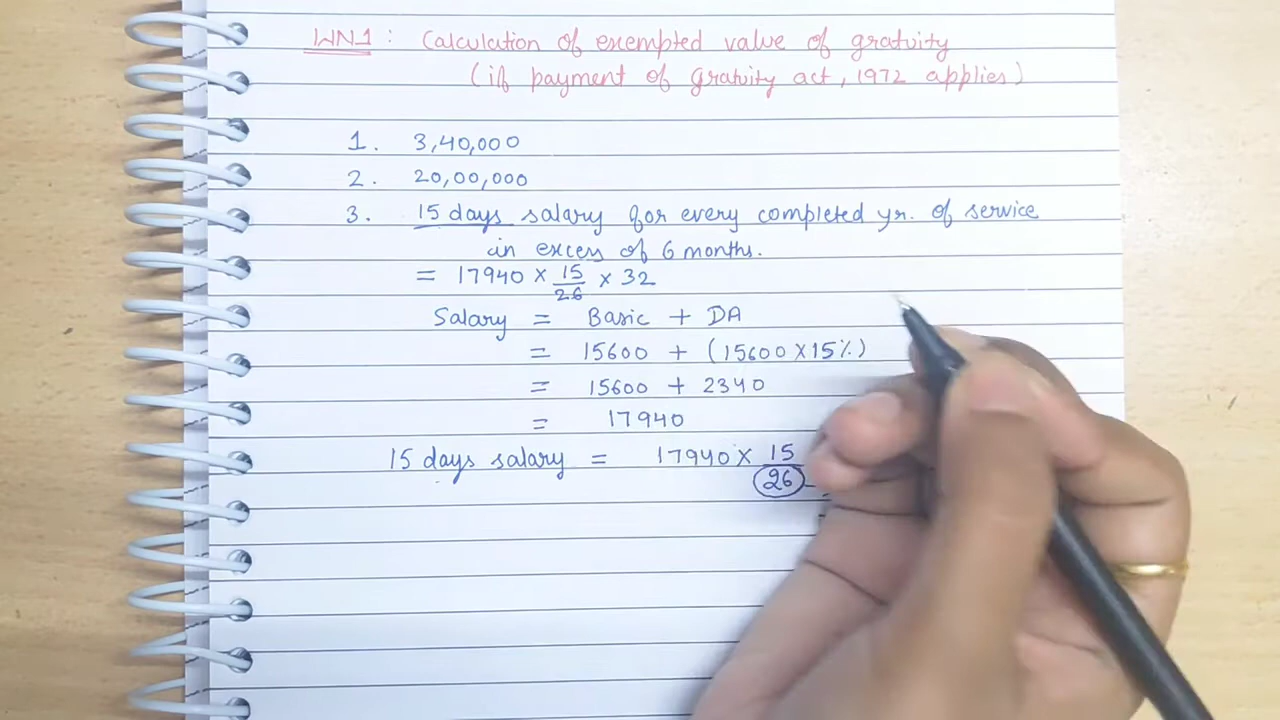 WN1 : Calculation of exempted value of gratuity
(if payment of gratuity act, 1972 applies)
1. 3,40,000
2. 20,00,000
3. 15 days salary for every completed yr. of service
in excess of 6 months.
= 17940 × 15/26 × 32
Salary = Basic + DA
= 15600 + (15600 × 15%)
= 15600 + 2340
= 17940
15 days salary = 17940 × 15/26